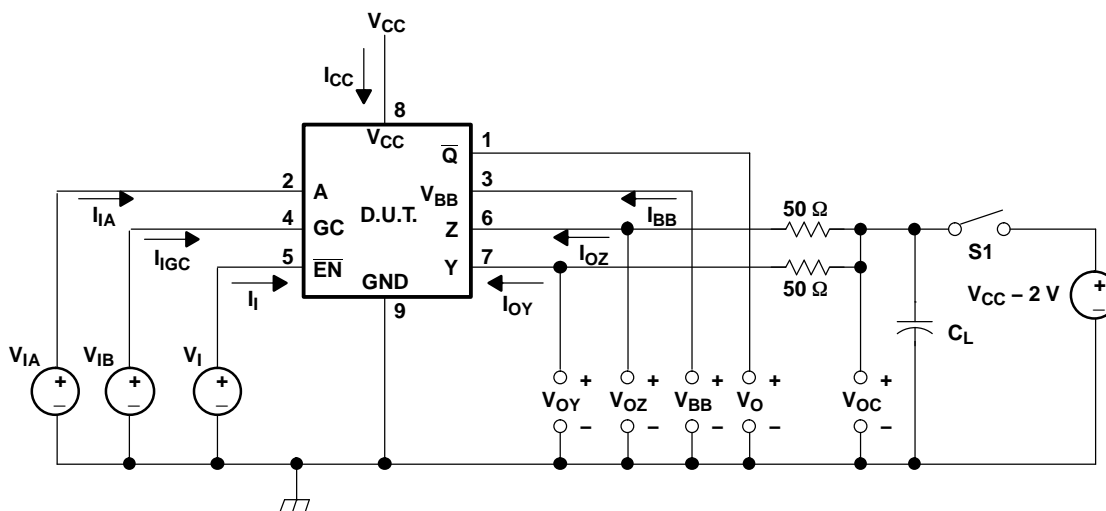 VCC
ICC
8
VCC
1
Q̅
2
A
3
VBB
IIA
D.U.T.
IBB
50 Ω
4
GC
6
Z
IIGC
IOZ
S1
5
E̅N̅
7
Y
50 Ω
II
GND
IOY
VCC – 2 V
+
–
9
CL
VIA
+
–
VIB
+
–
VI
+
–
+
VOY
–
+
VOZ
–
+
VBB
–
+
VO
–
+
VOC
–